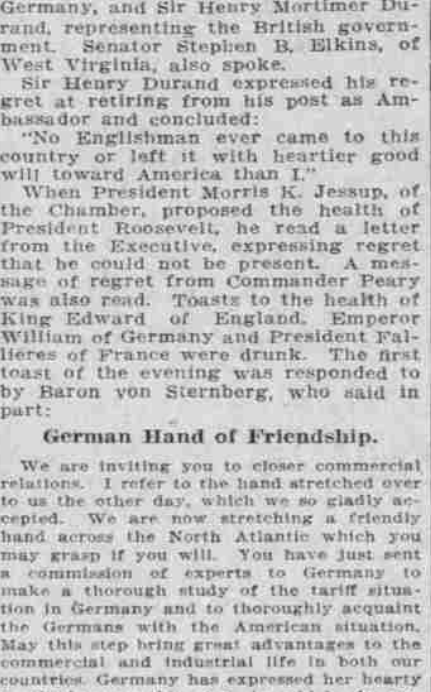 Germany, and Sir Henry Mortimer Du-
rand, representing the British govern-
ment. Senator Stephen B. Elkins, of
West Virginia, also spoke.
Sir Henry Durand expressed his re-
gret at retiring from his post as Am-
bassador and concluded:
"No Englishman ever came to this
country or left it with heartier good
will toward America than I."
When President Morris K. Jessup, of
the Chamber, proposed the health of
President Roosevelt, he read a letter
from the Executive, expressing regret
that he could not be present. A mes-
sage of regret from Commander Peary
was also read. Toasts to the health of
King Edward of England, Emperor
William of Germany and President Fal-
lieres of France were drunk. The first
toast of the evening was responded to
by Baron von Sternberg, who said in
part:
German Hand of Friendship.
We are inviting you to closer commercial
relations. I refer to the hand stretched over
to us the other day, which we so gladly ac-
cepted. We are now stretching a friendly
hand across the North Atlantic which you
may grasp if you will. You have just sent
a commission of experts to Germany to
make a thorough study of the tariff situa-
tion in Germany and to thoroughly acquaint
the Germans with the American situation.
May this step bring great advantages to the
commercial and industrial life in both our
countries. Germany has expressed her hearty